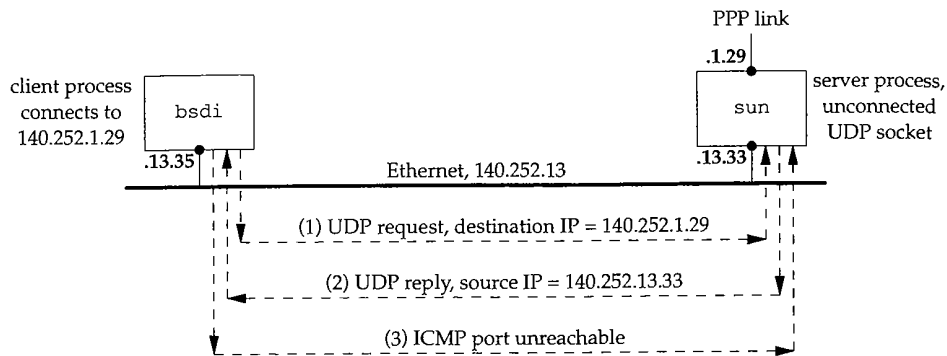 PPP link
.1.29
client process
connects to
140.252.1.29
bsdi
sun
server process,
unconnected
UDP socket
.13.35
.13.33
Ethernet, 140.252.13
(1) UDP request, destination IP = 140.252.1.29
(2) UDP reply, source IP = 140.252.13.33
(3) ICMP port unreachable